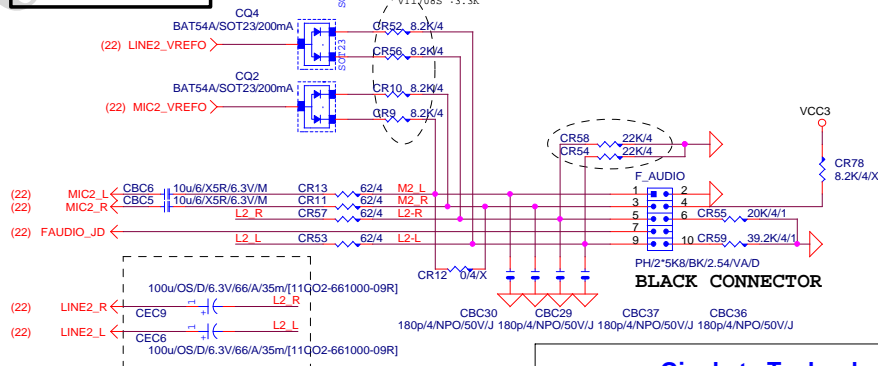 VT1708S :3.3K
CQ4
BAT54A/SOT23/200mA
SOT23
CR52 8.2K/4
(22) LINE2_VREFO
CR56 8.2K/4
CQ2
BAT54A/SOT23/200mA
CR10 8.2K/4
(22) MIC2_VREFO
CR9 8.2K/4
VCC3
CR58 22K/4
CR54 22K/4
CR78
8.2K/4/X
F_AUDIO
(22) MIC2_L CBC6 10u/6/X5R/6.3V/M CR13 62/4 M2_L 1 2
(22) MIC2_R CBC5 10u/6/X5R/6.3V/M CR11 62/4 M2_R 3 4
L2_R CR57 62/4 L2-R 5 6 CR55 20K/4/1
(22) FAUDIO_JD 7
L2_L CR53 62/4 L2-L 9 10 CR59 39.2K/4/1
PH/2*5K8/BK/2.54/VA/D
CR12 0/4/X
BLACK CONNECTOR
100u/OS/D/6.3V/66/A/35m/[11CO2-661000-09R]
(22) LINE2_R 1 + L2_R
CEC9
CBC30 CBC29 CBC37 CBC36
180p/4/NPO/50V/J 180p/4/NPO/50V/J 180p/4/NPO/50V/J 180p/4/NPO/50V/J
(22) LINE2_L 1 + L2_L
CEC6
100u/OS/D/6.3V/66/A/35m/[11CO2-661000-09R]